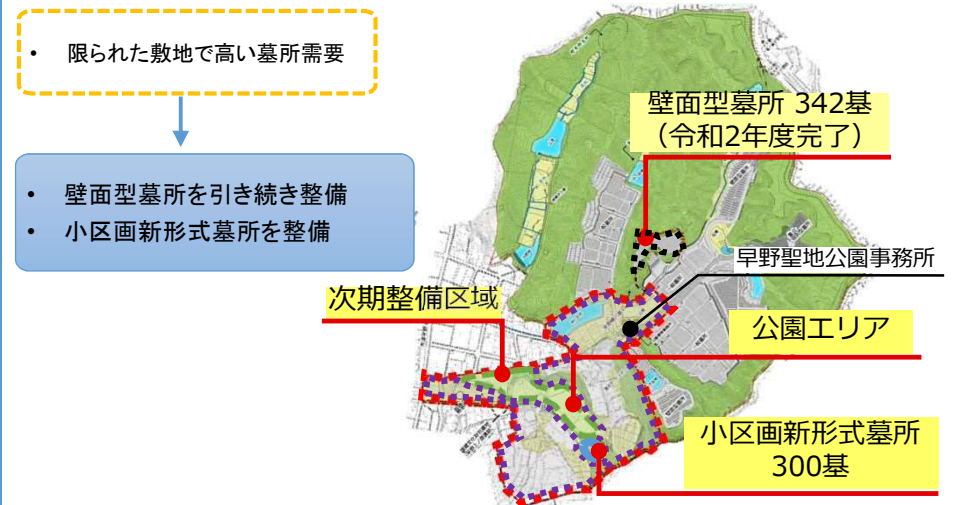 • 限られた敷地で高い墓所需要
• 壁面型墓所を引き続き整備
• 小区画新形式墓所を整備
壁面型墓所 342基
（令和2年度完了）
早野聖地公園事務所
次期整備区域
公園エリア
小区画新形式墓所
300基